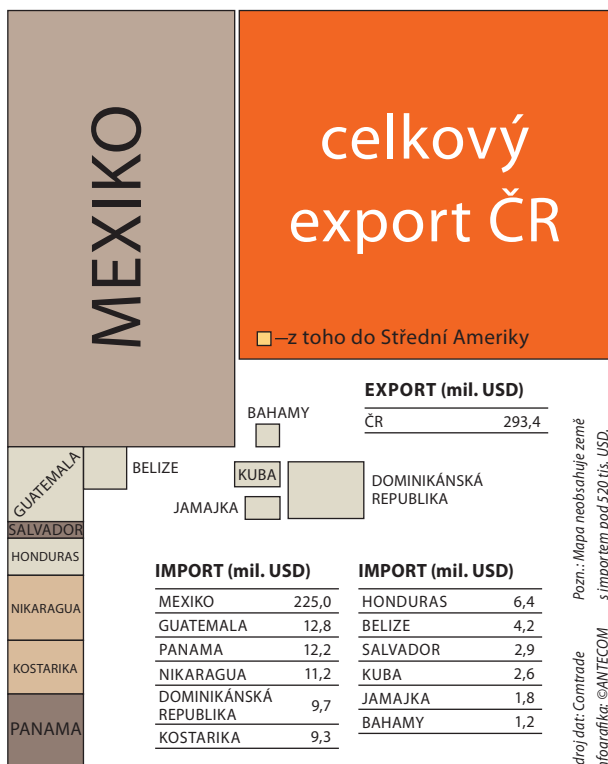 MEXIKO
celkový
export ČR
–z toho do Střední Ameriky
EXPORT (mil. USD)
ČR 293,4
BAHAMY
GUATEMALA
BELIZE
KUBA
DOMINIKÁNSKÁ
REPUBLIKA
JAMAJKA
SALVADOR
HONDURAS
NIKARAGUA
KOSTARIKA
PANAMA
IMPORT (mil. USD)
MEXIKO 225,0
GUATEMALA 12,8
PANAMA 12,2
NIKARAGUA 11,2
DOMINIKÁNSKÁ
REPUBLIKA 9,7
KOSTARIKA 9,3
IMPORT (mil. USD)
HONDURAS 6,4
BELIZE 4,2
SALVADOR 2,9
KUBA 2,6
JAMAJKA 1,8
BAHAMY 1,2
Pozn.: Mapa neobsahuje země
s importem pod 520 tis. USD.
droj dat: Comtrade
nfografika: ©ANTECOM